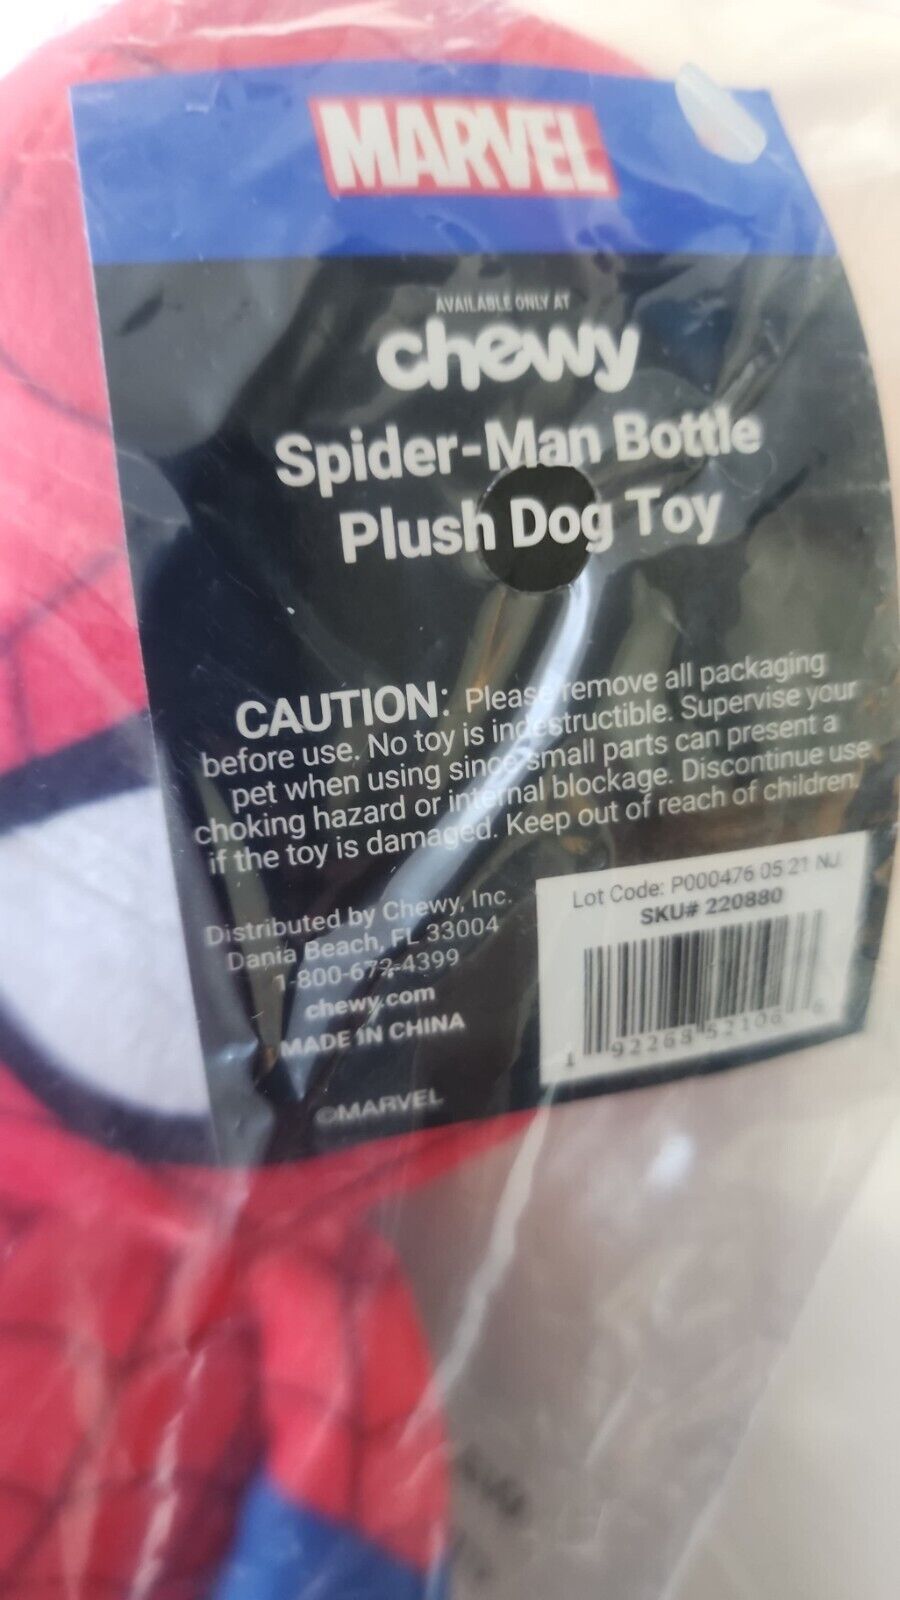 MARVEL
AVAILABLE ONLY AT
chewy
Spider-Man Bottle
Plush Dog Toy
CAUTION: Please remove all packaging
before use. No toy is indestructible. Supervise your
pet when using since small parts can present a
choking hazard or internal blockage. Discontinue use
if the toy is damaged. Keep out of reach of children.
Distributed by Chewy, Inc.
Dania Beach, FL 33004
1-800-672-4399
chewy.com
MADE IN CHINA
©MARVEL
Lot Code: P000476 05 21 NJ
SKU# 220880
1 92268 52106 6